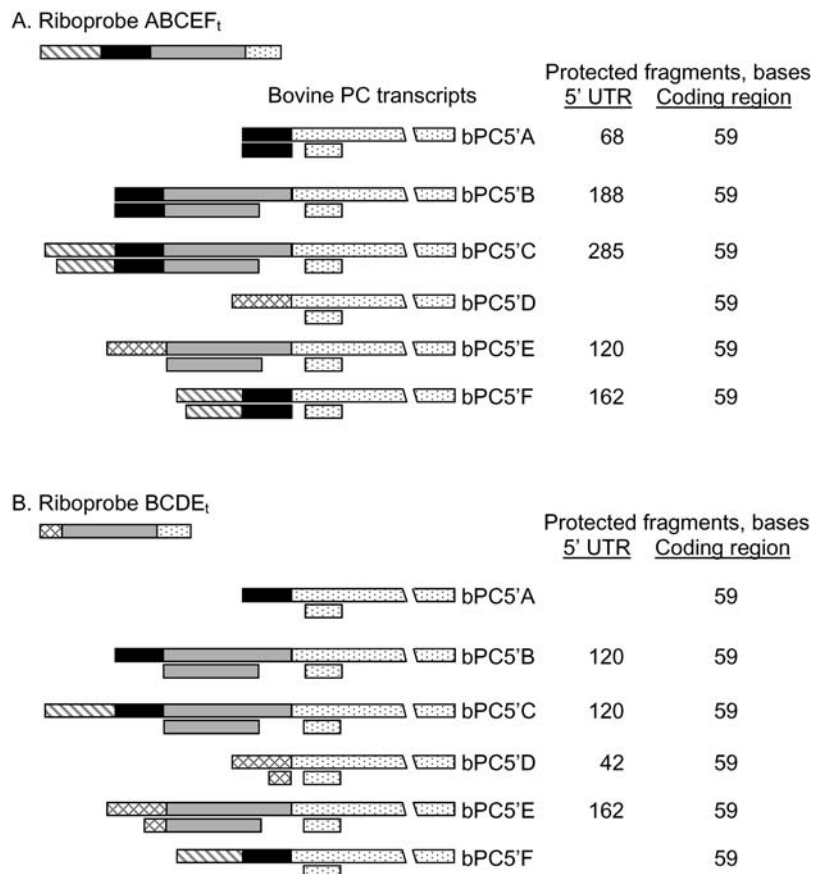 A. Riboprobe ABCEFt
Protected fragments, bases
Bovine PC transcripts 5' UTR Coding region
bPC5'A 68 59
bPC5'B 188 59
bPC5'C 285 59
bPC5'D 59
bPC5'E 120 59
bPC5'F 162 59
B. Riboprobe BCDEt
Protected fragments, bases
5' UTR Coding region
bPC5'A 59
bPC5'B 120 59
bPC5'C 120 59
bPC5'D 42 59
bPC5'E 162 59
bPC5'F 59